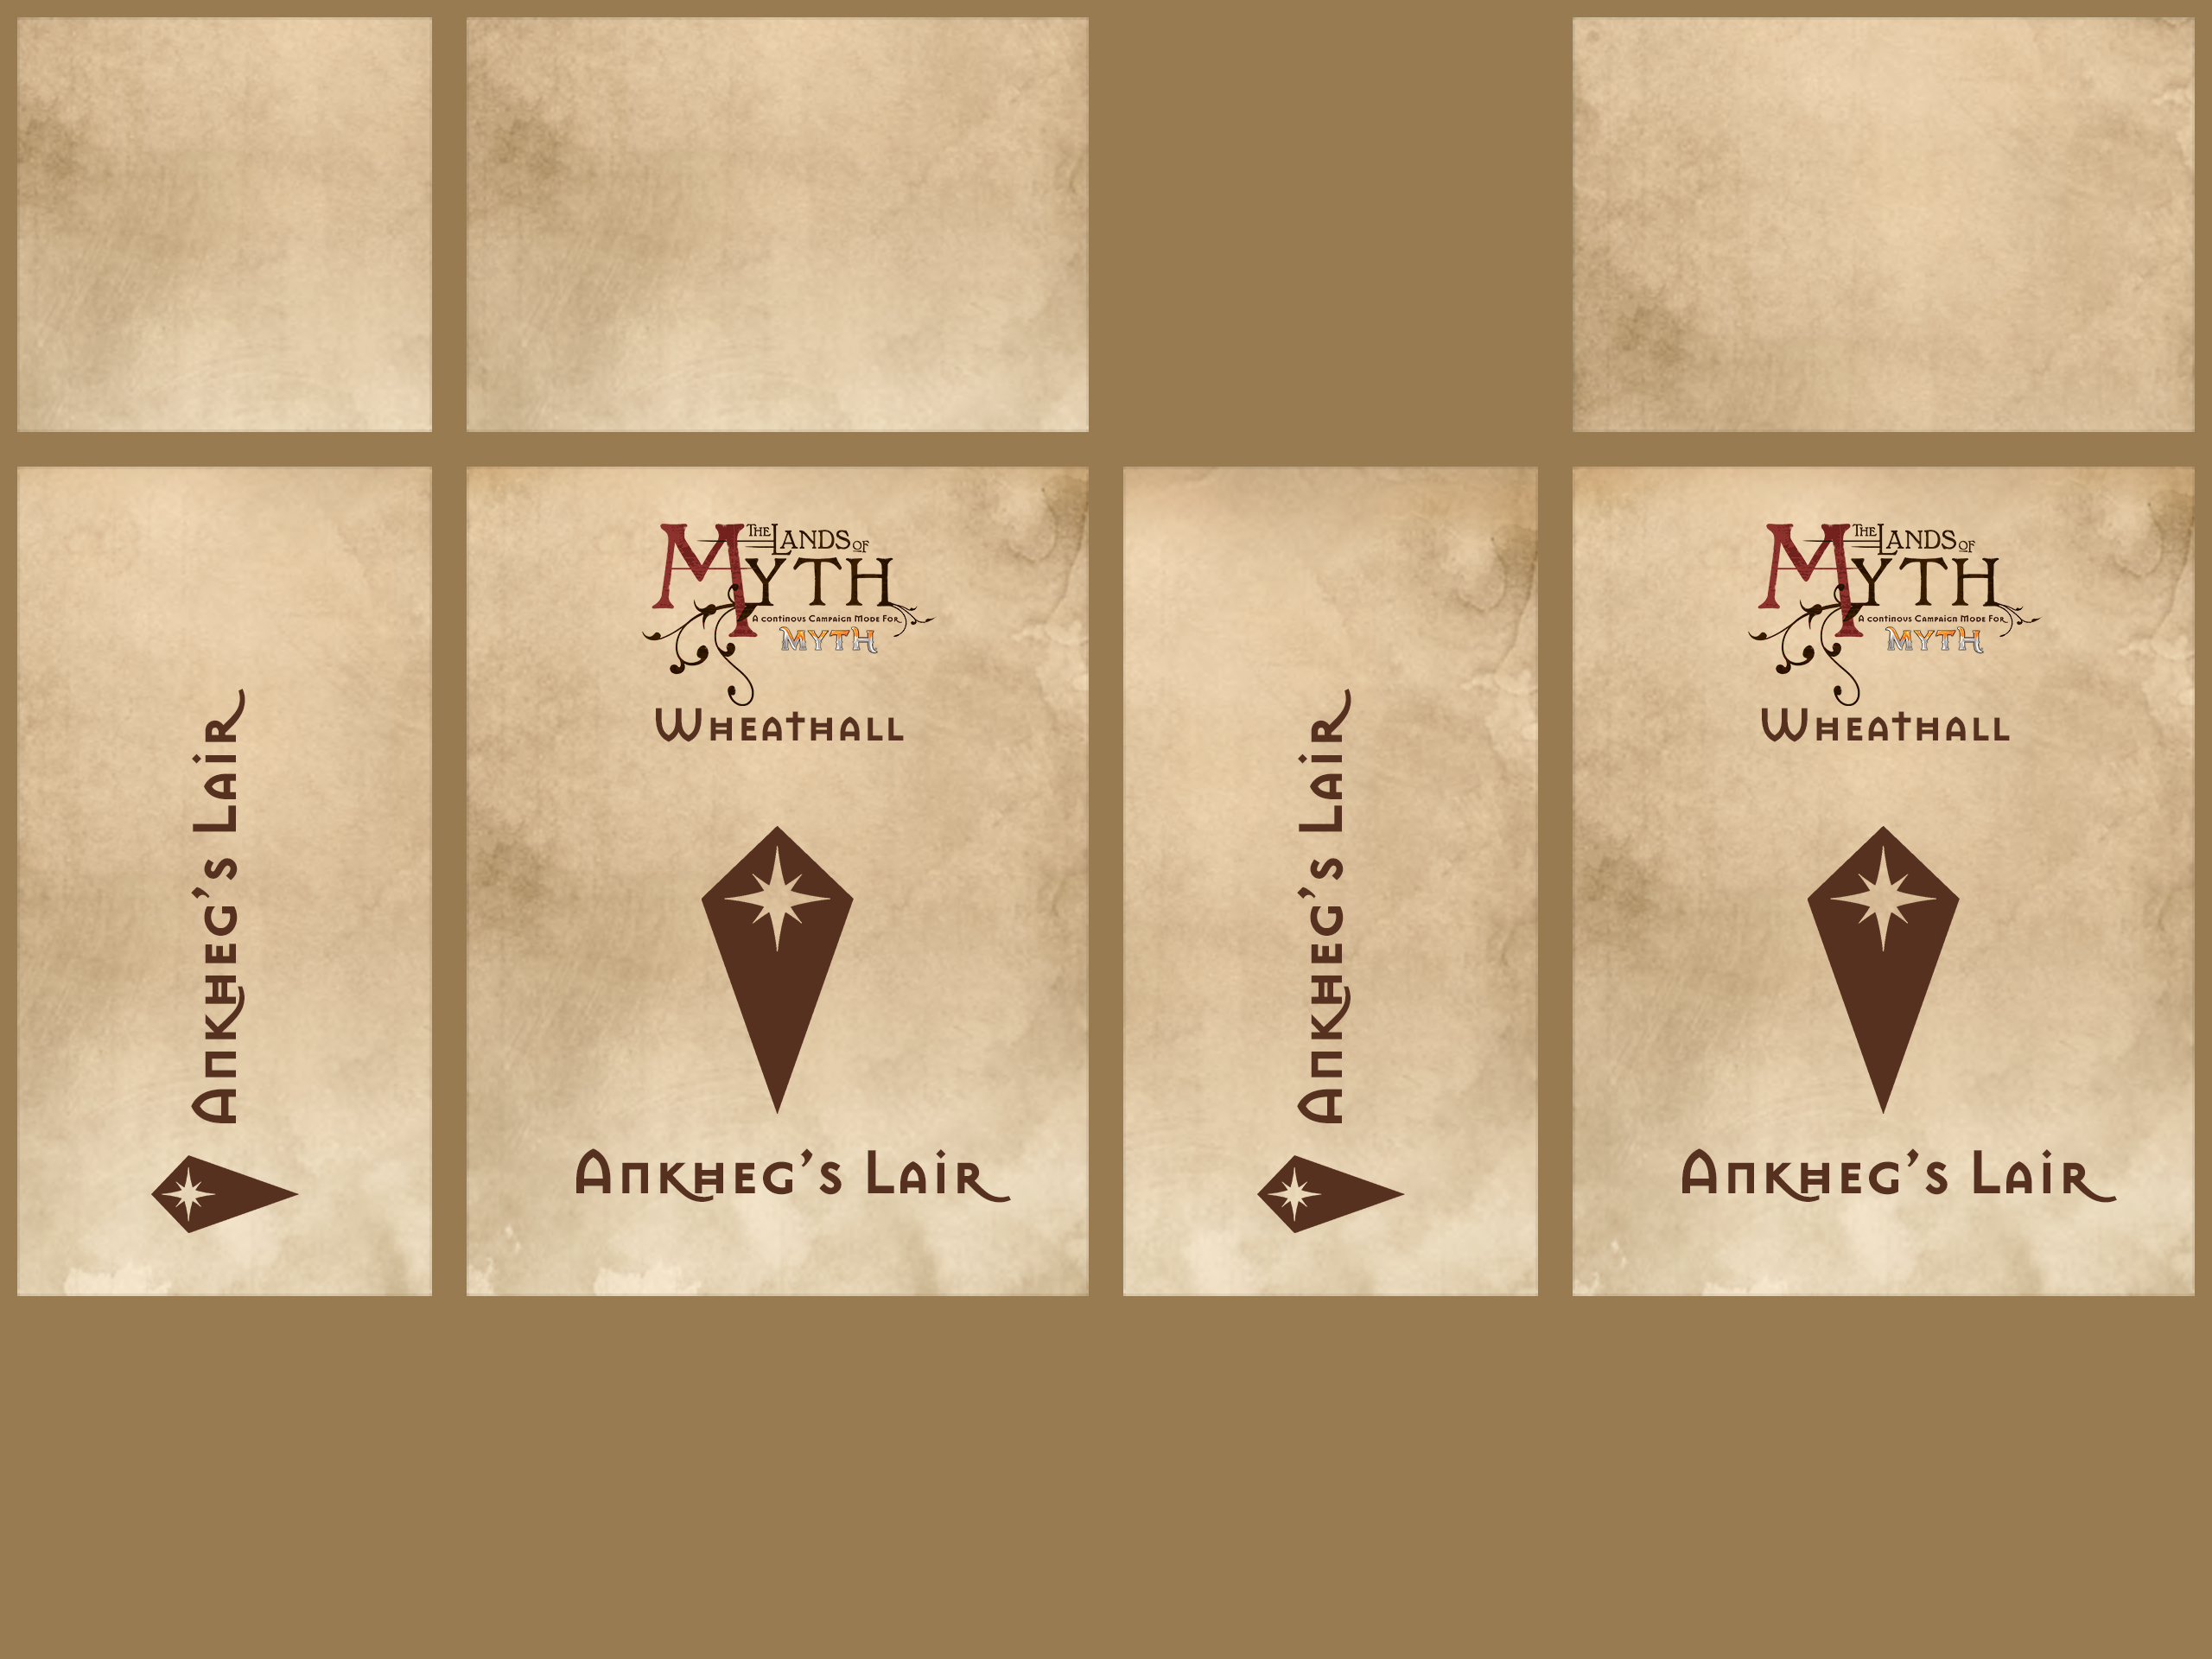 Ankheg's Lair
The Lands of
Myth
A continous Campaign Mode For
MYTH
Wheathall
Ankheg's Lair
Ankheg's Lair
The Lands of
Myth
A continous Campaign Mode For
MYTH
Wheathall
Ankheg's Lair